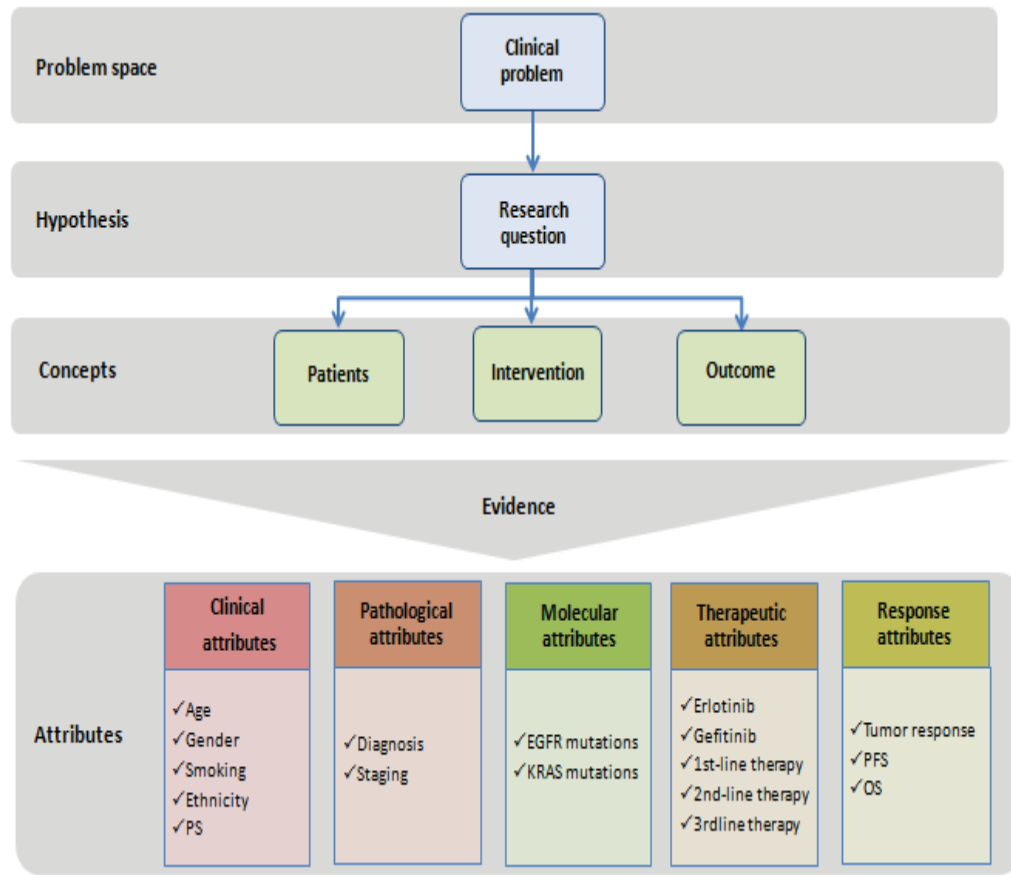 Problem space
Clinical
problem
Hypothesis
Research
question
Concepts
Patients
Intervention
Outcome
Evidence
Attributes
Clinical
attributes
✓Age
✓Gender
✓Smoking
✓Ethnicity
✓PS
Pathological
attributes
✓Diagnosis
✓Staging
Molecular
attributes
✓EGFR mutations
✓KRAS mutations
Therapeutic
attributes
✓Erlotinib
✓Gefitinib
✓1st-line therapy
✓2nd-line therapy
✓3rdline therapy
Response
attributes
✓Tumor response
✓PFS
✓OS